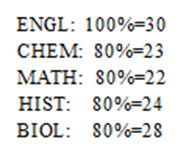 ENGL: 100%=30
CHEM: 80%=23
MATH: 80%=22
HIST: 80%=24
BIOL: 80%=28